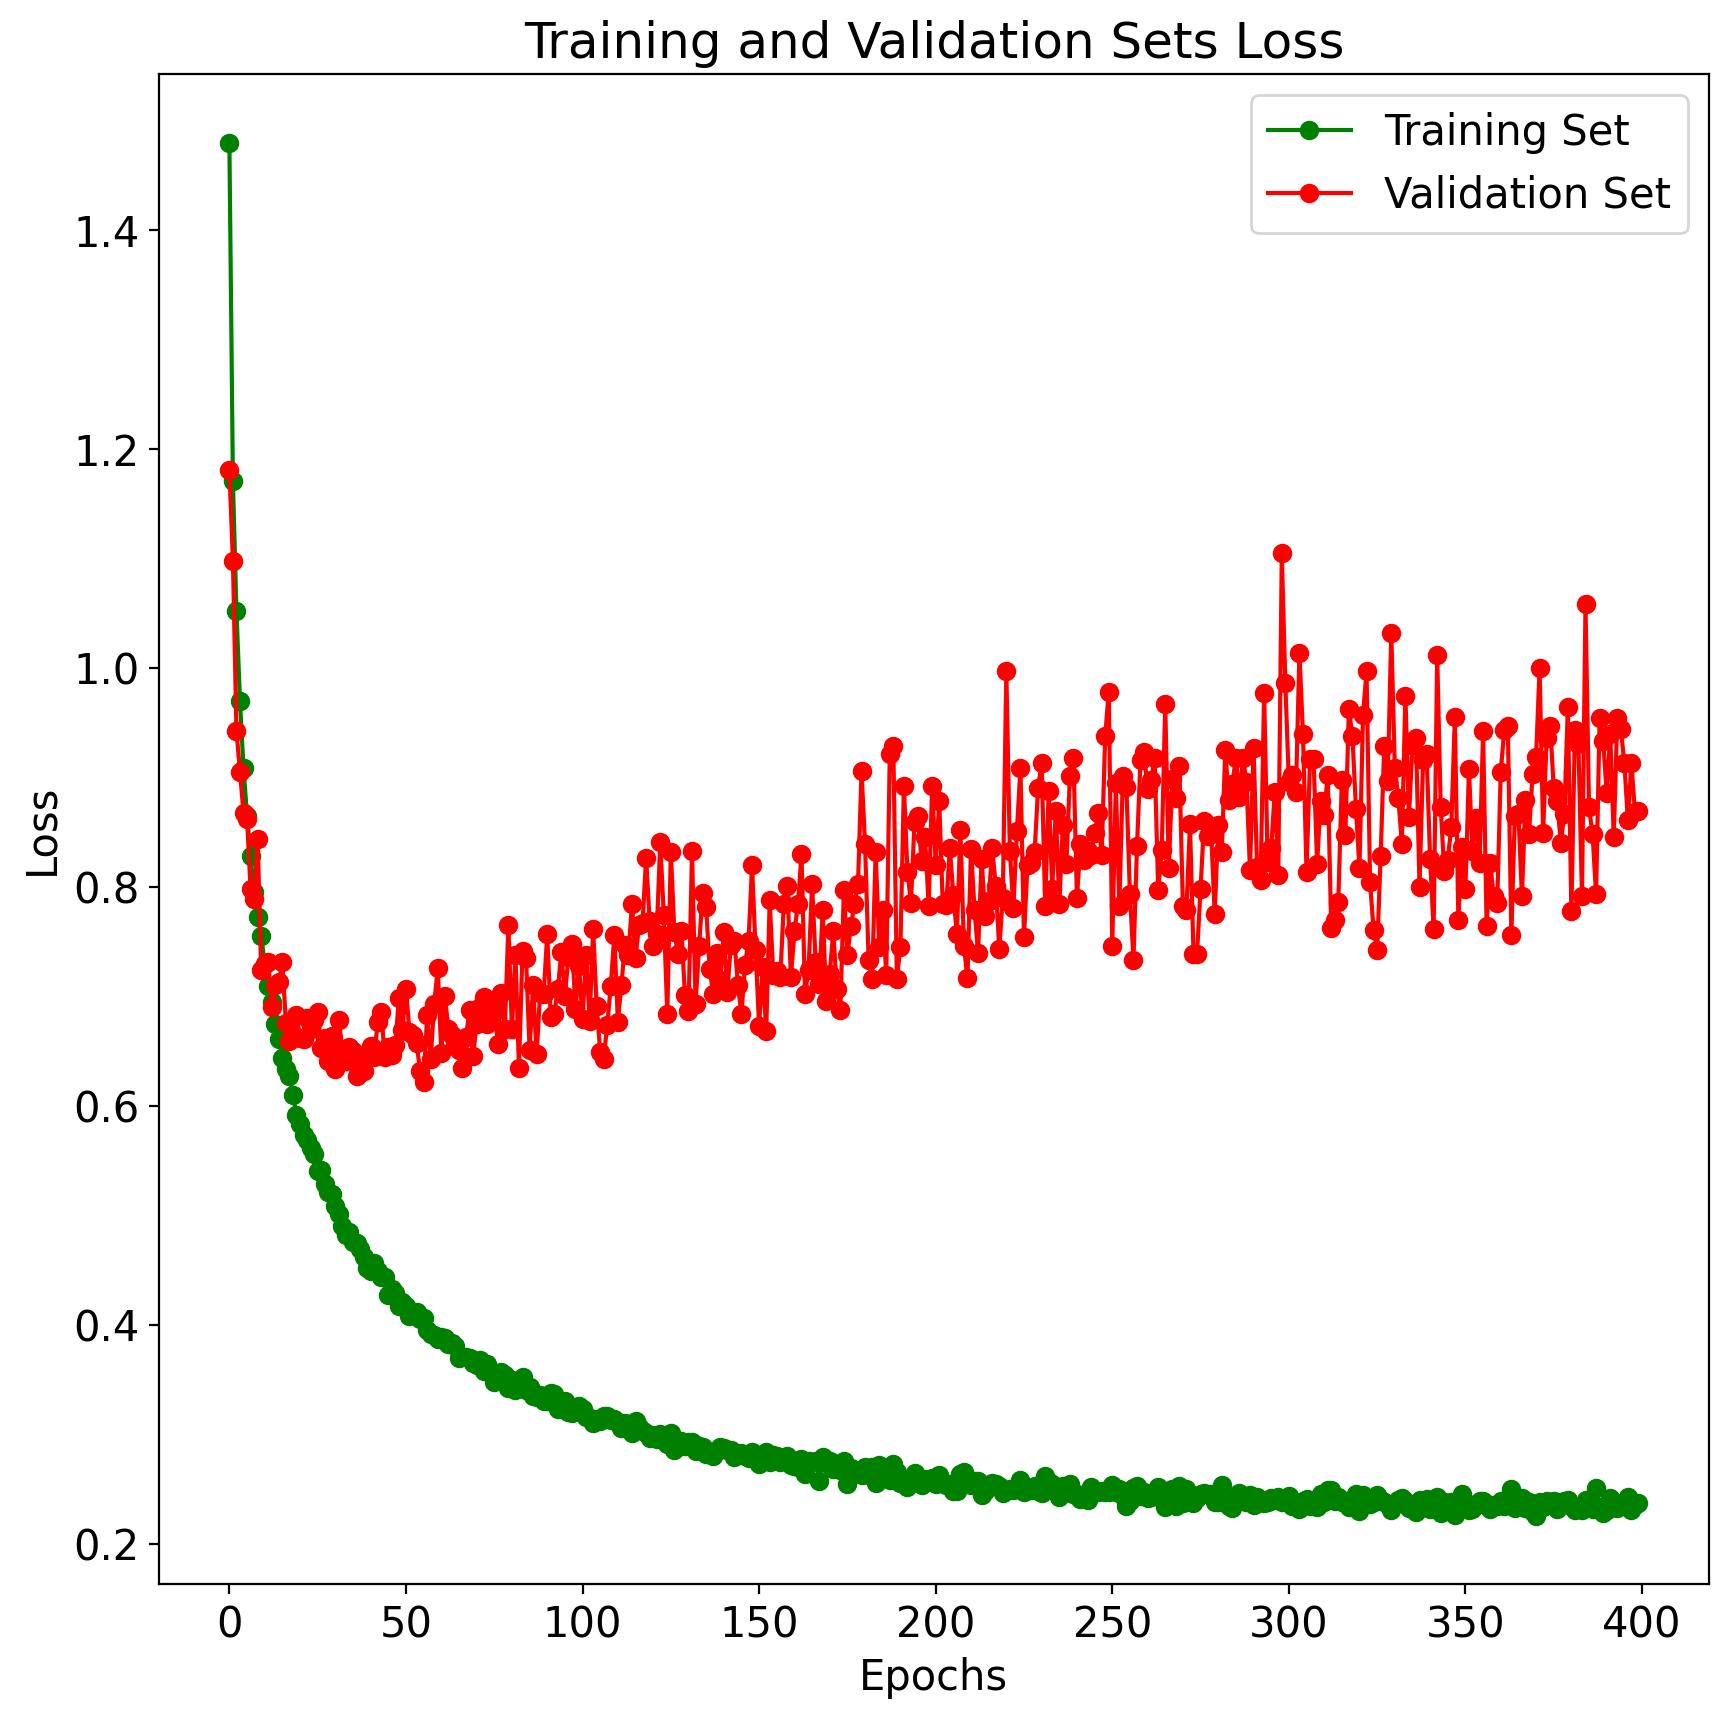 Training and Validation Sets Loss
Training Set
Validation Set
1.4
1.2
1.0
0.8
0.6
0.4
0.2
Loss
0 50 100 150 200 250 300 350 400
Epochs